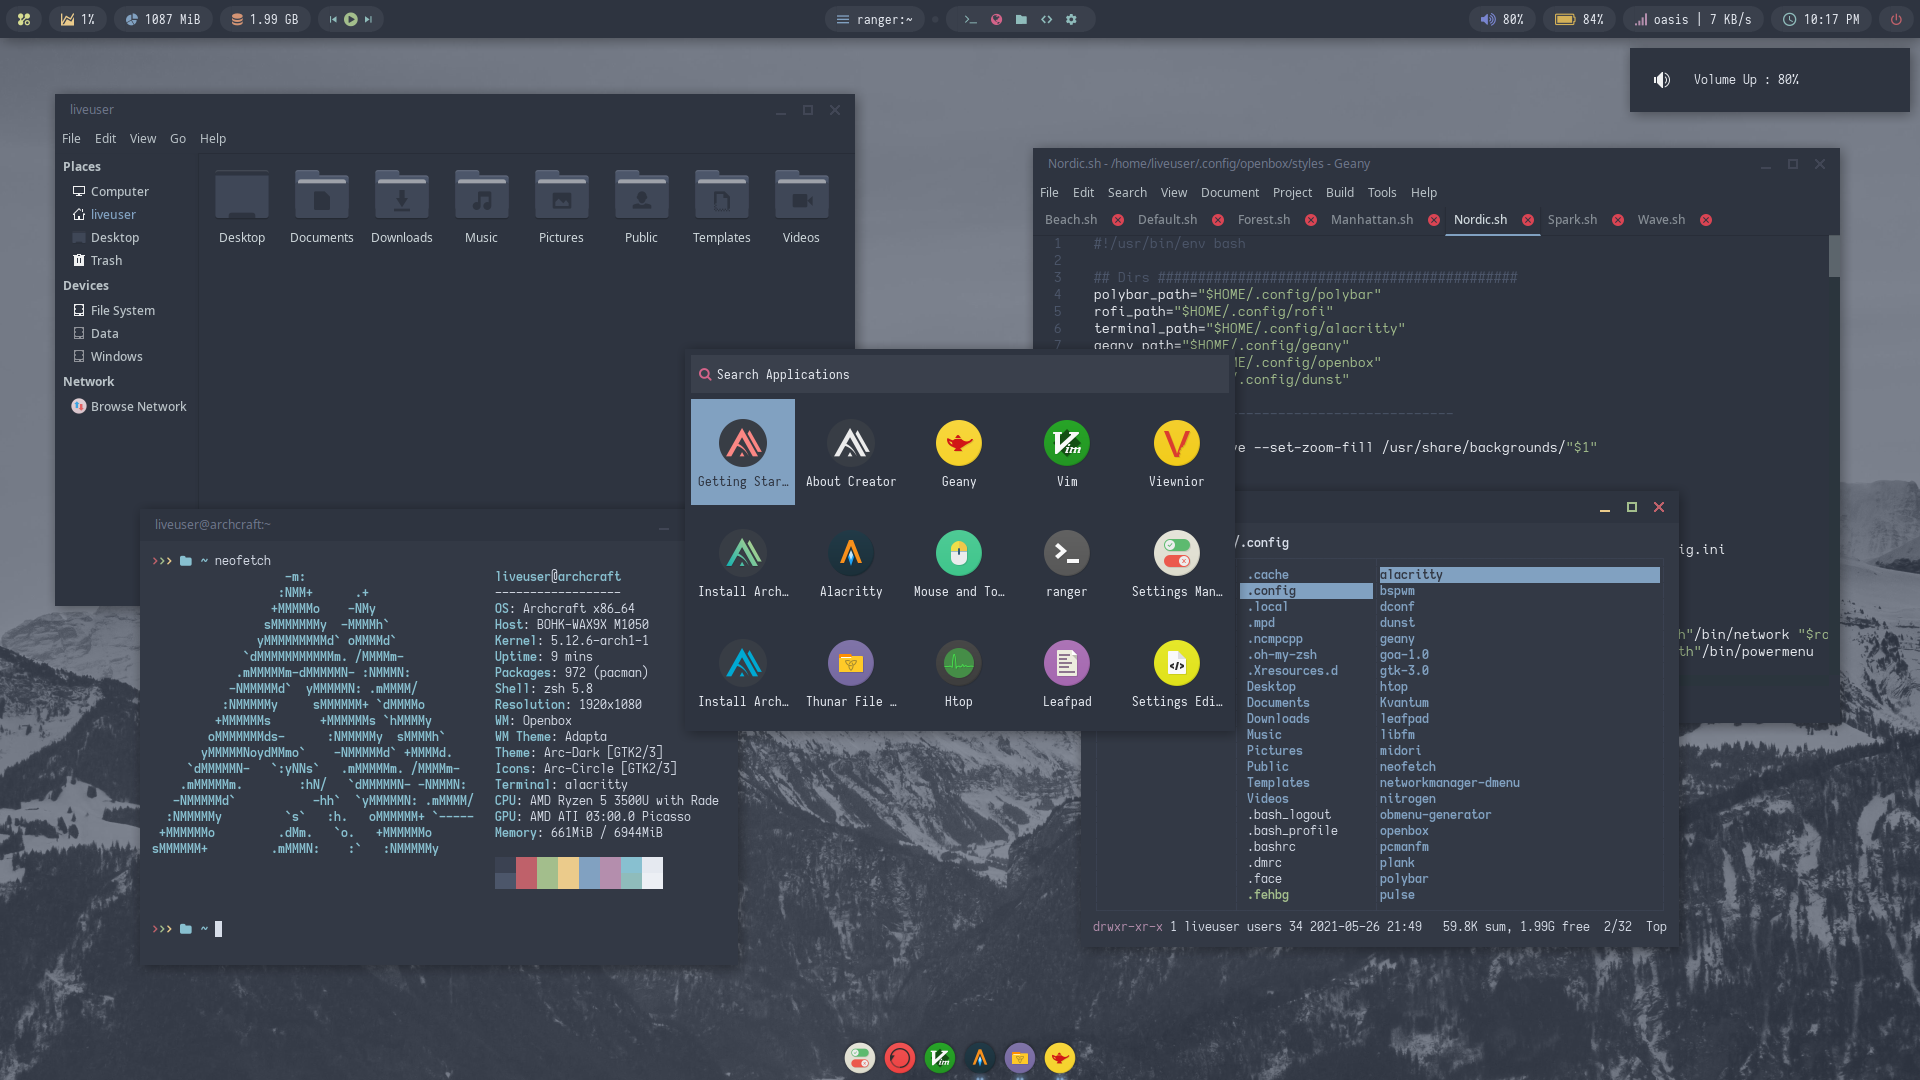 1%
1087 MiB
1.99 GB
ranger:~
80%
84%
oasis | 7 KB/s
10:17 PM
Volume Up : 80%
liveuser
File Edit View Go Help
Places
Computer
liveuser
Desktop
Trash
Devices
File System
Data
Windows
Network
Browse Network
Desktop Documents Downloads Music Pictures Public Templates Videos
Nordic.sh - /home/liveuser/.config/openbox/styles - Geany
File Edit Search View Document Project Build Tools Help
Beach.sh Default.sh Forest.sh Manhattan.sh Nordic.sh Spark.sh Wave.sh
1 #!/usr/bin/env bash
2
3 ## Dirs #############################################
4 polybar_path="$HOME/.config/polybar"
5 rofi_path="$HOME/.config/rofi"
6 terminal_path="$HOME/.config/alacritty"
7 geany_path="$HOME/.config/geany"
ME/.config/openbox"
/.config/dunst"
---------------------------
ve --set-zoom-fill /usr/share/backgrounds/"$1"
ig.ini
h"/bin/network "$ro
th"/bin/powermenu
Search Applications
Getting Star… About Creator Geany Vim Viewnior
Install Arch… Alacritty Mouse and To… ranger Settings Man…
Install Arch… Thunar File … Htop Leafpad Settings Edi…
liveuser@archcraft:~
>>> ~ neofetch
liveuser@archcraft
------------------
OS: Archcraft x86_64
Host: BOHK-WAX9X M1050
Kernel: 5.12.6-arch1-1
Uptime: 9 mins
Packages: 972 (pacman)
Shell: zsh 5.8
Resolution: 1920x1080
WM: Openbox
WM Theme: Adapta
Theme: Arc-Dark [GTK2/3]
Icons: Arc-Circle [GTK2/3]
Terminal: alacritty
CPU: AMD Ryzen 5 3500U with Rade
GPU: AMD ATI 03:00.0 Picasso
Memory: 661MiB / 6944MiB
>>> ~
/.config
.cache
.config
.local
.mpd
.ncmpcpp
.oh-my-zsh
.Xresources.d
Desktop
Documents
Downloads
Music
Pictures
Public
Templates
Videos
.bash_logout
.bash_profile
.bashrc
.dmrc
.face
.fehbg
alacritty
bspwm
dconf
dunst
geany
goa-1.0
gtk-3.0
htop
Kvantum
leafpad
libfm
midori
neofetch
networkmanager-dmenu
nitrogen
obmenu-generator
openbox
pcmanfm
plank
polybar
pulse
drwxr-xr-x 1 liveuser users 34 2021-05-26 21:49 59.8K sum, 1.99G free 2/32 Top